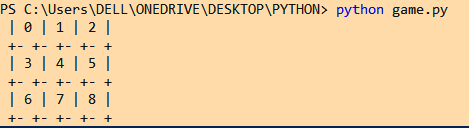 PS C:\Users\DELL\ONEDRIVE\DESKTOP\PYTHON> python game.py
| 0 | 1 | 2 |
+- +- +- +- +
| 3 | 4 | 5 |
+- +- +- +- +
| 6 | 7 | 8 |
+- +- +- +- +